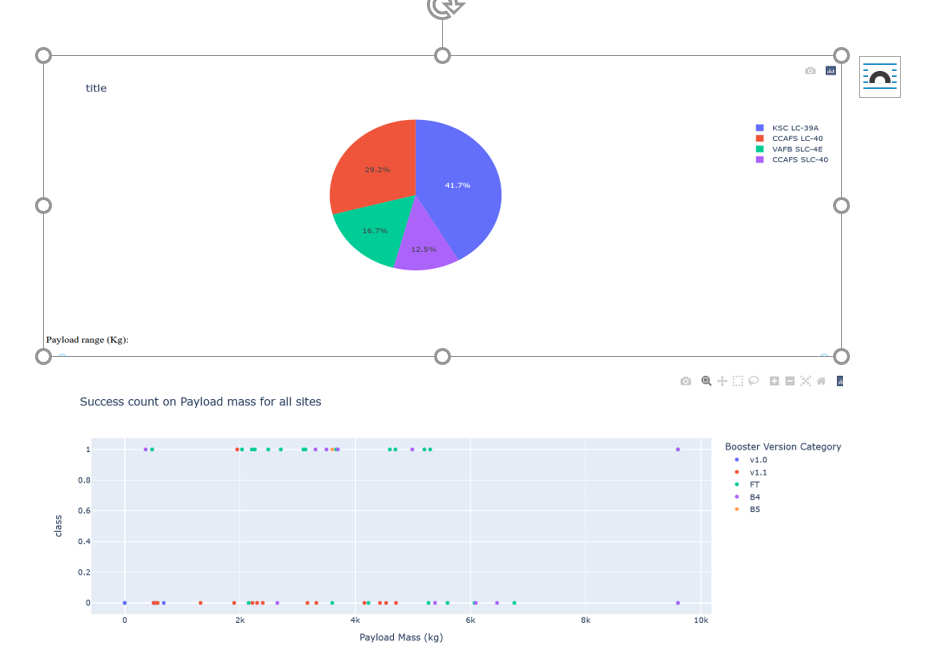 title
KSC LC-39A
CCAFS LC-40
VAFB SLC-4E
CCAFS SLC-40
29.2%
41.7%
16.7%
12.5%
Payload range (Kg):
Success count on Payload mass for all sites
Booster Version Category
v1.0
v1.1
FT
B4
B5
class
1
0.8
0.6
0.4
0.2
0
0 2k 4k 6k 8k 10k
Payload Mass (kg)